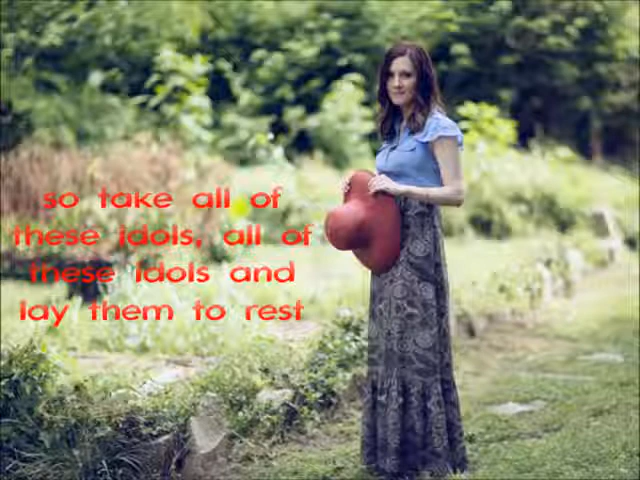 so take all of
these idols, all of
these idols and
lay them to rest